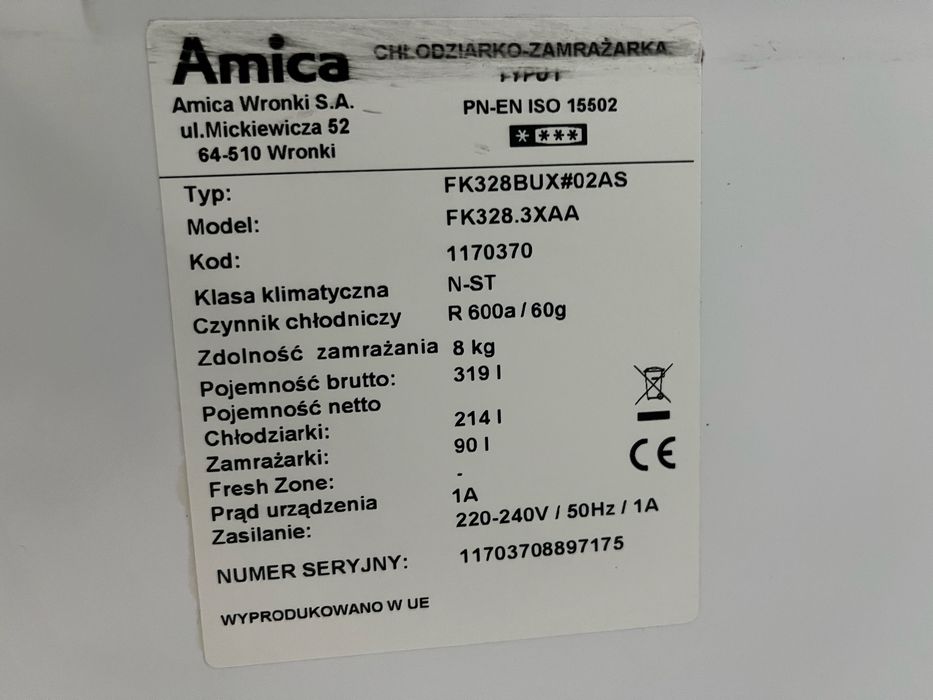 Amica
CHŁODZIARKO-ZAMRAŻARKA
TYPU I
Amica Wronki S.A.
ul.Mickiewicza 52
64-510 Wronki
PN-EN ISO 15502
Typ: FK328BUX#02AS
Model: FK328.3XAA
Kod: 1170370
Klasa klimatyczna N-ST
Czynnik chłodniczy R 600a / 60g
Zdolność zamrażania 8 kg
Pojemność brutto: 319 l
Pojemność netto
Chłodziarki: 214 l
Zamrażarki: 90 l
Fresh Zone: -
Prąd urządzenia 1A
Zasilanie: 220-240V / 50Hz / 1A
NUMER SERYJNY: 11703708897175
WYPRODUKOWANO W UE